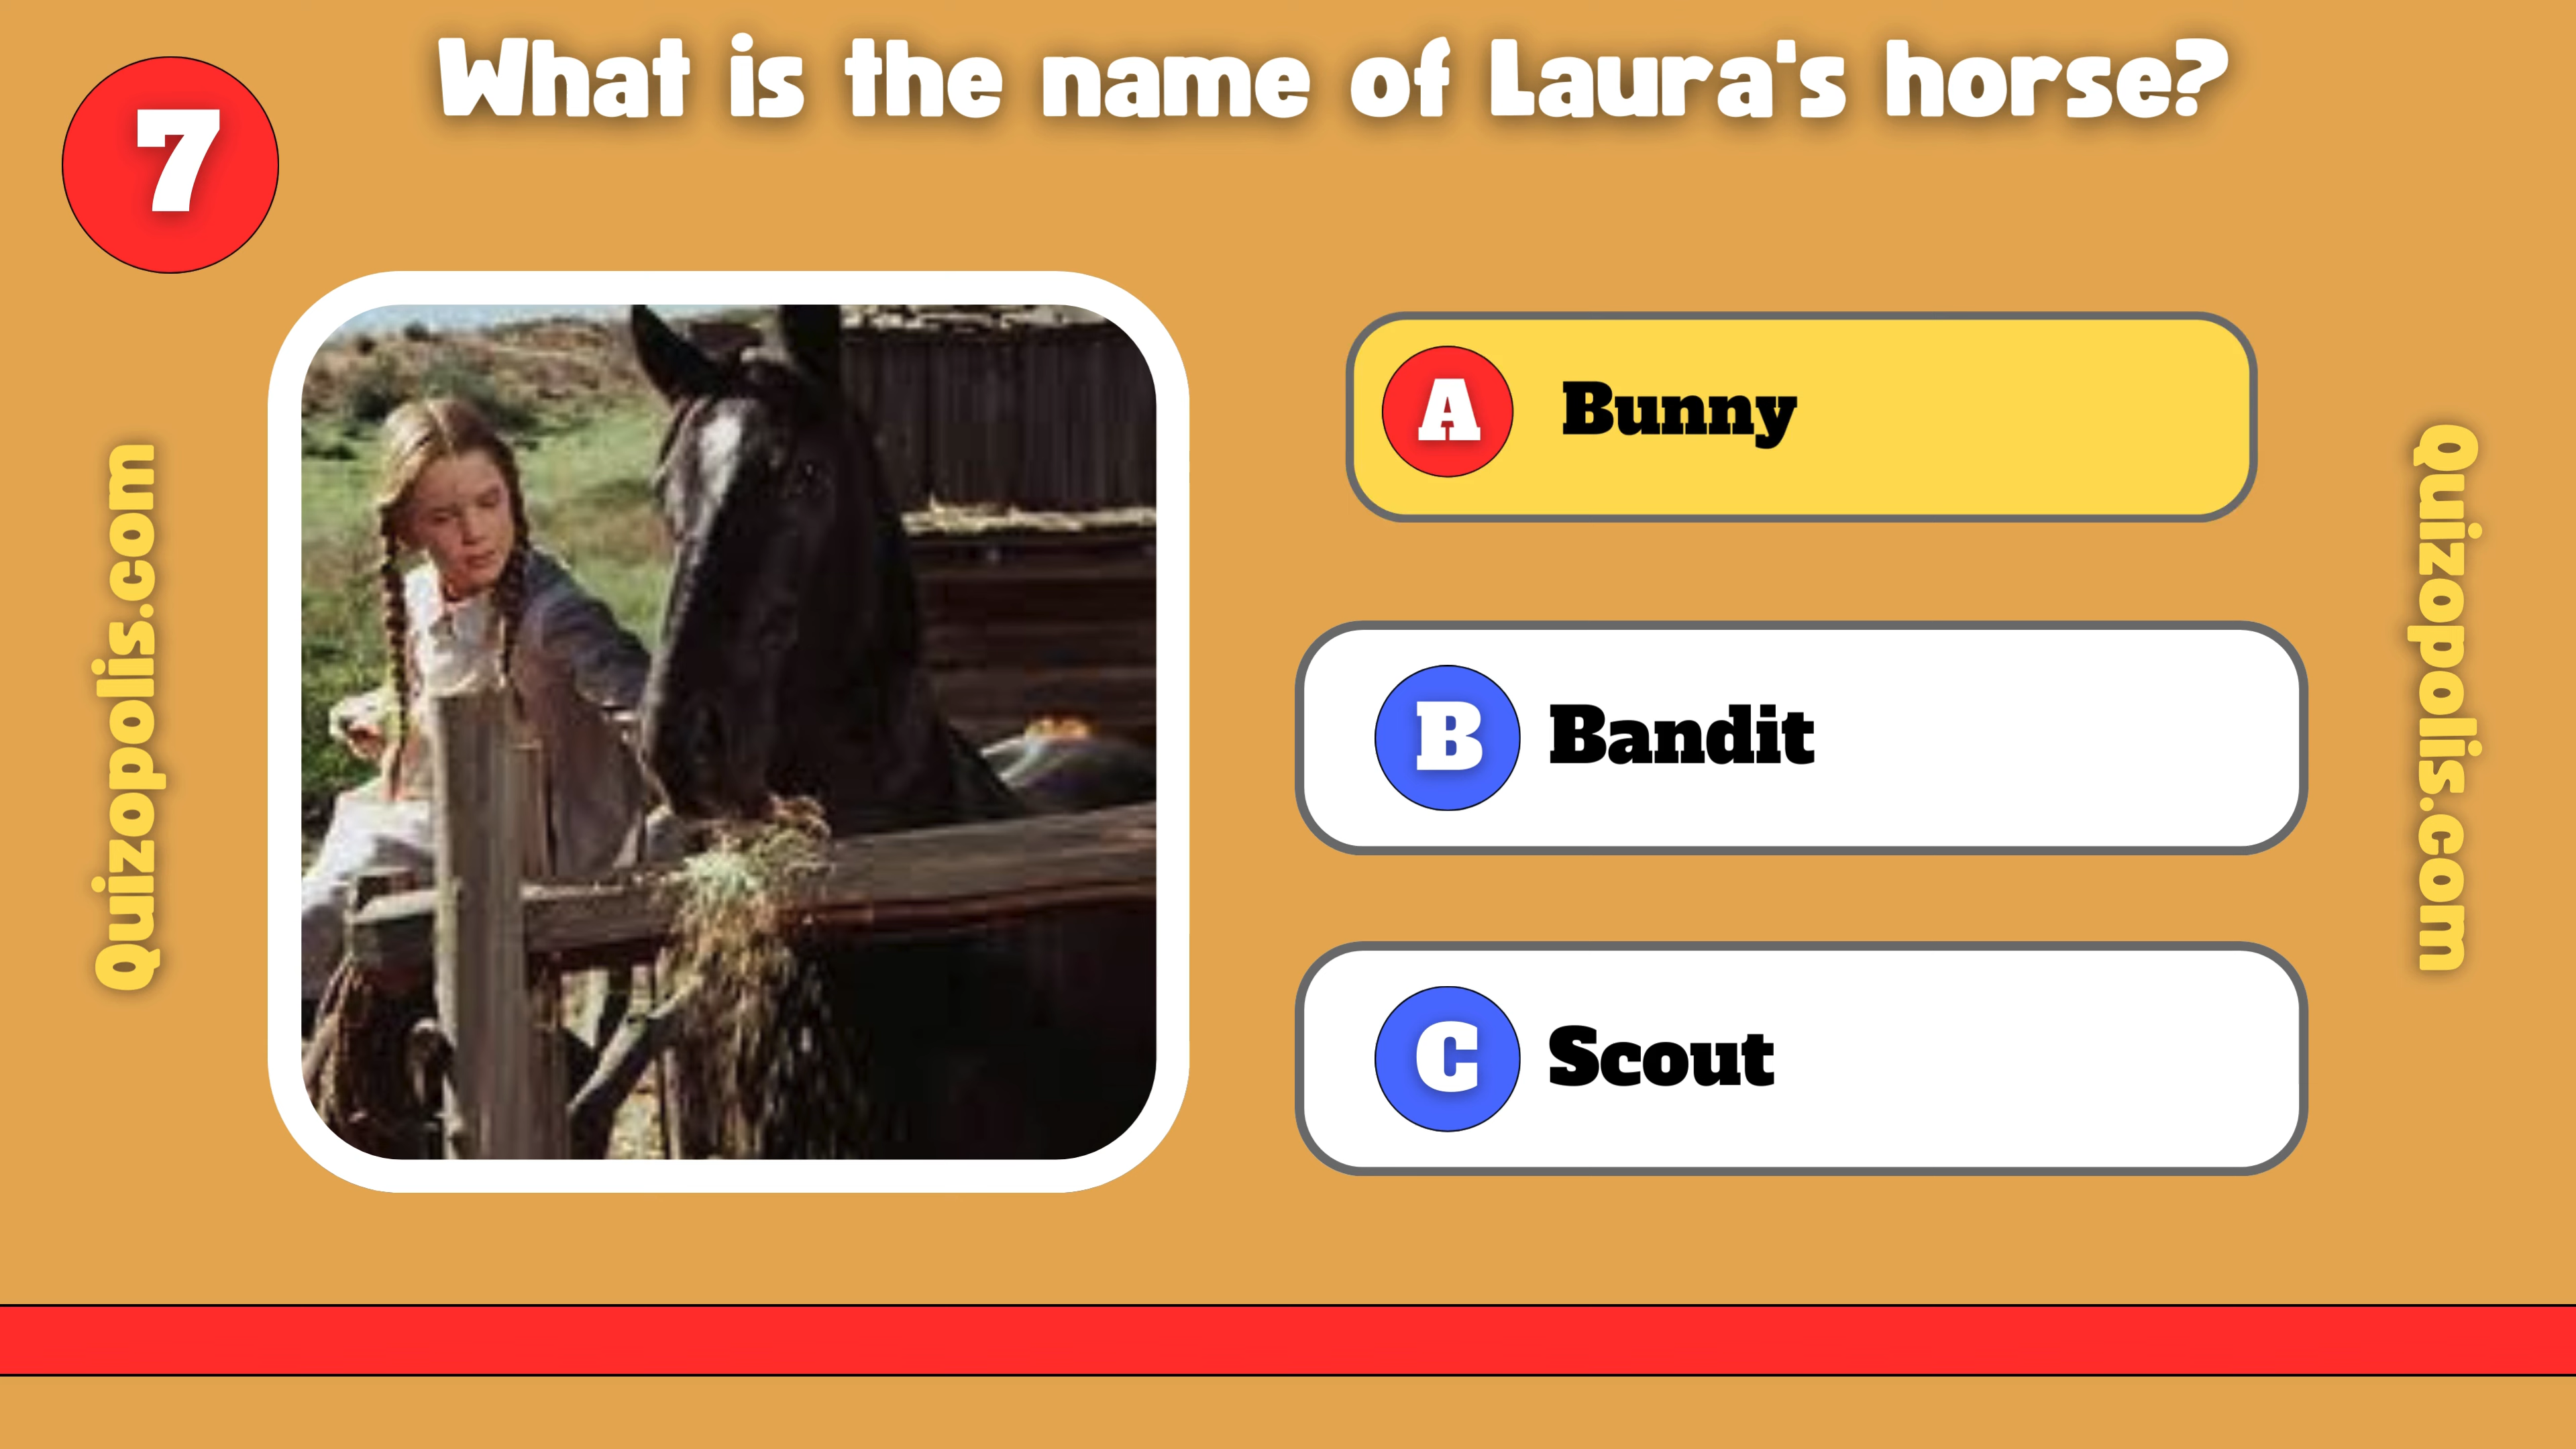 What is the name of Laura's horse?
7
Quizopolis.com
A Bunny
B Bandit
C Scout
Quizopolis.com